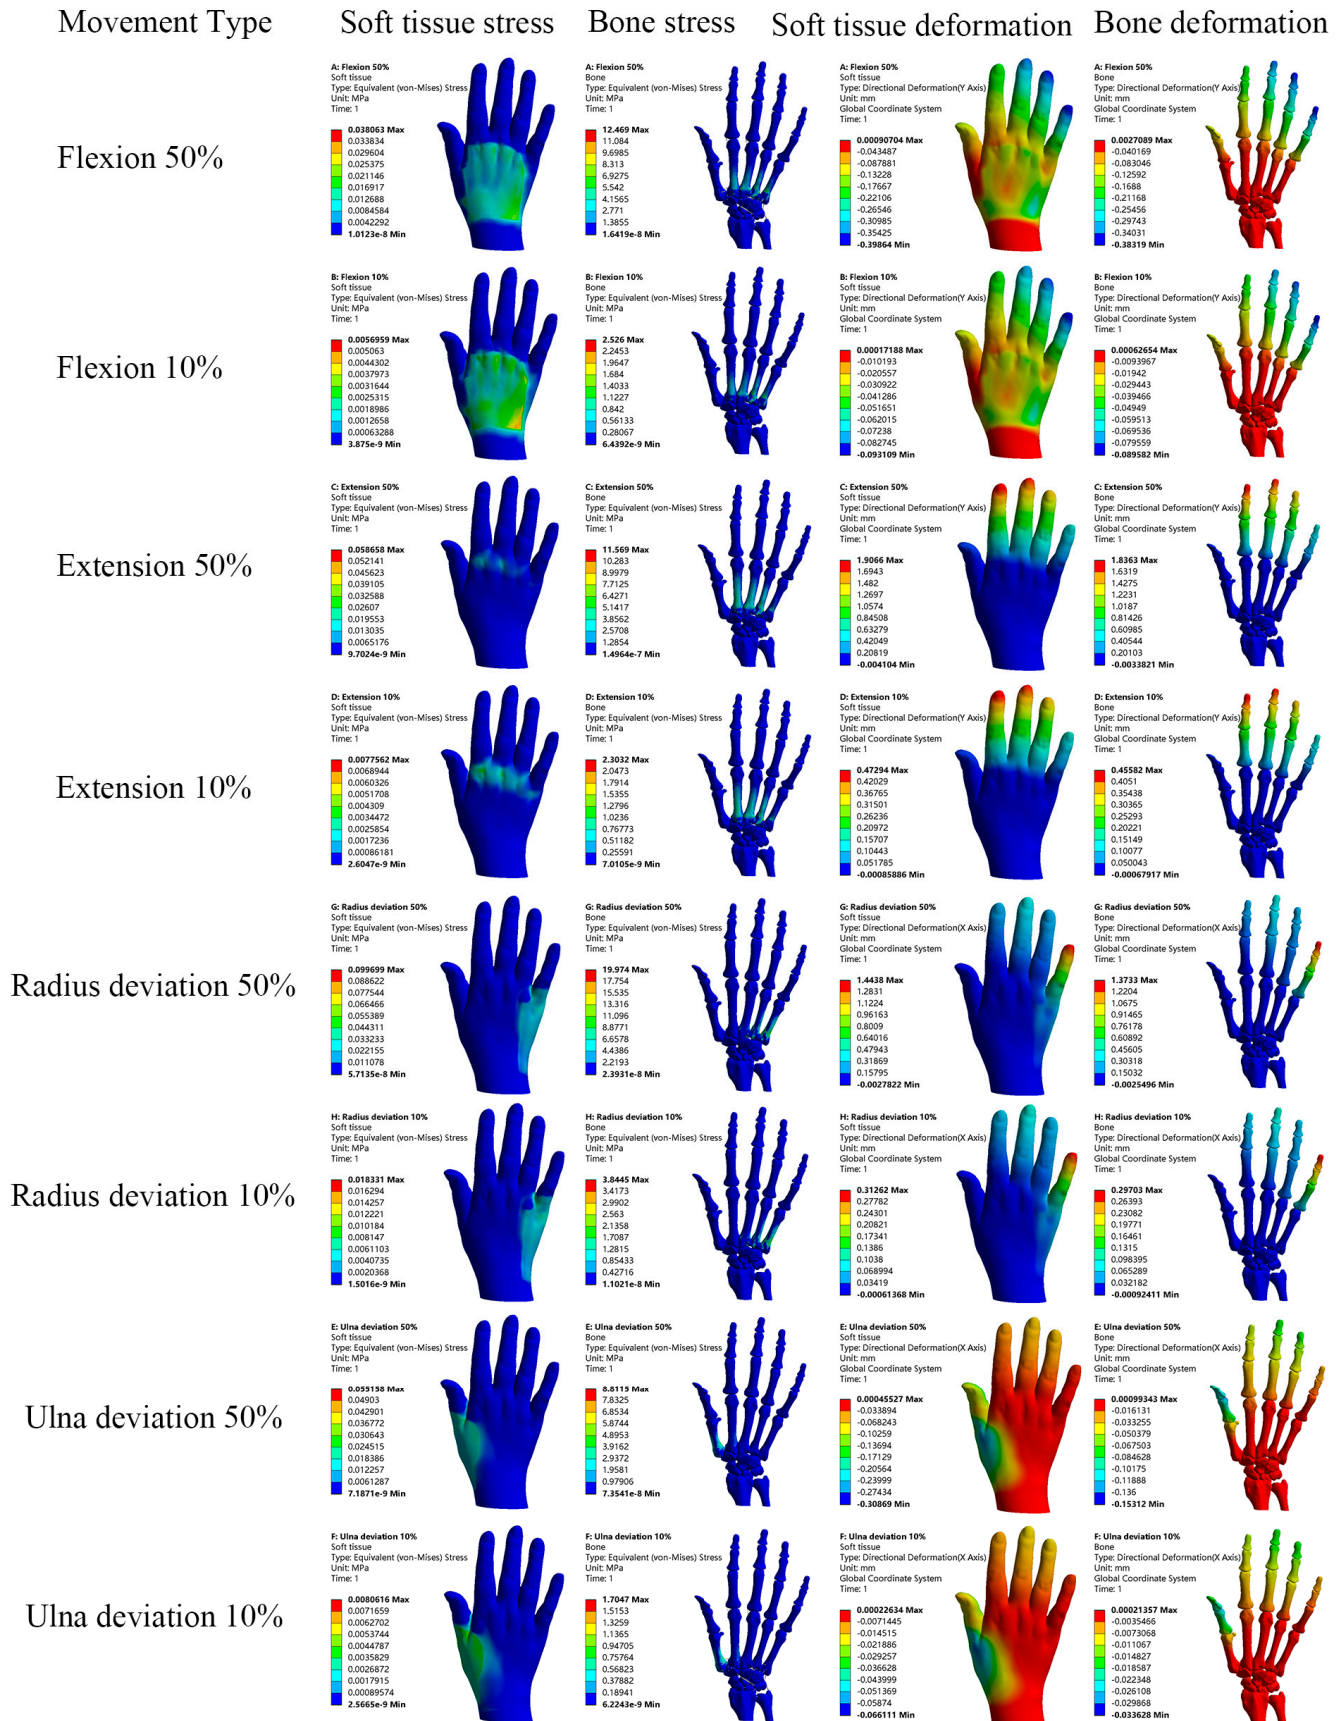 Movement Type
Soft tissue stress
Bone stress
Soft tissue deformation
Bone deformation
Flexion 50%
A: Flexion 50%
Soft tissue
Type: Equivalent (von-Mises) Stress
Unit: MPa
Time: 1
0.038063 Max
0.033834
0.029604
0.025375
0.021146
0.016917
0.012688
0.0084584
0.0042292
1.0123e-8 Min
A: Flexion 50%
Bone
Type: Equivalent (von-Mises) Stress
Unit: MPa
Time: 1
12.469 Max
11.084
9.6985
8.313
6.9275
5.542
4.1565
2.771
1.3855
1.6419e-8 Min
A: Flexion 50%
Soft tissue
Type: Directional Deformation(Y Axis)
Unit: mm
Global Coordinate System
Time: 1
0.00090704 Max
-0.043487
-0.087881
-0.13228
-0.17667
-0.22106
-0.26546
-0.30985
-0.35425
-0.39864 Min
A: Flexion 50%
Bone
Type: Directional Deformation(Y Axis)
Unit: mm
Global Coordinate System
Time: 1
0.0027089 Max
-0.040169
-0.083046
-0.12592
-0.1688
-0.21168
-0.25456
-0.29743
-0.34031
-0.38319 Min
Flexion 10%
B: Flexion 10%
Soft tissue
Type: Equivalent (von-Mises) Stress
Unit: MPa
Time: 1
0.0056959 Max
0.005063
0.0044302
0.0037973
0.0031644
0.0025315
0.0018986
0.0012658
0.00063288
3.875e-9 Min
B: Flexion 10%
Bone
Type: Equivalent (von-Mises) Stress
Unit: MPa
Time: 1
2.526 Max
2.2453
1.9647
1.684
1.4033
1.1227
0.842
0.56133
0.28067
6.4392e-9 Min
B: Flexion 10%
Soft tissue
Type: Directional Deformation(Y Axis)
Unit: mm
Global Coordinate System
Time: 1
0.00017188 Max
-0.010193
-0.020557
-0.030922
-0.041286
-0.051651
-0.062015
-0.07238
-0.082745
-0.093109 Min
B: Flexion 10%
Bone
Type: Directional Deformation(Y Axis)
Unit: mm
Global Coordinate System
Time: 1
0.00062654 Max
-0.0093967
-0.01942
-0.029443
-0.039466
-0.04949
-0.059513
-0.069536
-0.079559
-0.089582 Min
Extension 50%
C: Extension 50%
Soft tissue
Type: Equivalent (von-Mises) Stress
Unit: MPa
Time: 1
0.058658 Max
0.052141
0.045623
0.039105
0.032588
0.02607
0.019553
0.013035
0.0065176
9.7024e-9 Min
C: Extension 50%
Bone
Type: Equivalent (von-Mises) Stress
Unit: MPa
Time: 1
11.569 Max
10.283
8.9979
7.7125
6.4271
5.1417
3.8562
2.5708
1.2854
1.4964e-7 Min
C: Extension 50%
Soft tissue
Type: Directional Deformation(Y Axis)
Unit: mm
Global Coordinate System
Time: 1
1.9066 Max
1.6943
1.482
1.2697
1.0574
0.84508
0.63279
0.42049
0.20819
-0.004104 Min
C: Extension 50%
Bone
Type: Directional Deformation(Y Axis)
Unit: mm
Global Coordinate System
Time: 1
1.8363 Max
1.6319
1.4275
1.2231
1.0187
0.81426
0.60985
0.40544
0.20103
-0.0033821 Min
Extension 10%
D: Extension 10%
Soft tissue
Type: Equivalent (von-Mises) Stress
Unit: MPa
Time: 1
0.0077562 Max
0.0068944
0.0060326
0.0051708
0.004309
0.0034472
0.0025854
0.0017236
0.00086181
2.6047e-9 Min
D: Extension 10%
Bone
Type: Equivalent (von-Mises) Stress
Unit: MPa
Time: 1
2.3032 Max
2.0473
1.7914
1.5355
1.2796
1.0236
0.76773
0.51182
0.25591
7.0105e-9 Min
D: Extension 10%
Soft tissue
Type: Directional Deformation(Y Axis)
Unit: mm
Global Coordinate System
Time: 1
0.47294 Max
0.42029
0.36765
0.31501
0.26236
0.20972
0.15707
0.10443
0.051785
-0.00085886 Min
D: Extension 10%
Bone
Type: Directional Deformation(Y Axis)
Unit: mm
Global Coordinate System
Time: 1
0.45582 Max
0.4051
0.35438
0.30365
0.25293
0.20221
0.15149
0.10077
0.050043
-0.00067917 Min
Radius deviation 50%
G: Radius deviation 50%
Soft tissue
Type: Equivalent (von-Mises) Stress
Unit: MPa
Time: 1
0.099699 Max
0.088622
0.077544
0.066466
0.055389
0.044311
0.033233
0.022155
0.011078
5.7135e-8 Min
G: Radius deviation 50%
Bone
Type: Equivalent (von-Mises) Stress
Unit: MPa
Time: 1
19.974 Max
17.754
15.535
13.316
11.096
8.8771
6.6578
4.4386
2.2193
2.3931e-8 Min
G: Radius deviation 50%
Soft tissue
Type: Directional Deformation(X Axis)
Unit: mm
Global Coordinate System
Time: 1
1.4438 Max
1.2831
1.1224
0.96163
0.8009
0.64016
0.47943
0.31869
0.15795
-0.0027822 Min
G: Radius deviation 50%
Bone
Type: Directional Deformation(X Axis)
Unit: mm
Global Coordinate System
Time: 1
1.3733 Max
1.2204
1.0675
0.91465
0.76178
0.60892
0.45605
0.30318
0.15032
-0.0025496 Min
Radius deviation 10%
H: Radius deviation 10%
Soft tissue
Type: Equivalent (von-Mises) Stress
Unit: MPa
Time: 1
0.018331 Max
0.016294
0.014257
0.012221
0.010184
0.008147
0.0061103
0.0040735
0.0020368
1.5016e-9 Min
H: Radius deviation 10%
Bone
Type: Equivalent (von-Mises) Stress
Unit: MPa
Time: 1
3.8445 Max
3.4173
2.9902
2.563
2.1358
1.7087
1.2815
0.85433
0.42716
1.1021e-8 Min
H: Radius deviation 10%
Soft tissue
Type: Directional Deformation(X Axis)
Unit: mm
Global Coordinate System
Time: 1
0.31262 Max
0.27782
0.24301
0.20821
0.17341
0.1386
0.1038
0.068994
0.03419
-0.00061368 Min
H: Radius deviation 10%
Bone
Type: Directional Deformation(X Axis)
Unit: mm
Global Coordinate System
Time: 1
0.29703 Max
0.26393
0.23082
0.19771
0.16461
0.1315
0.098395
0.065289
0.032182
-0.00092411 Min
Ulna deviation 50%
E: Ulna deviation 50%
Soft tissue
Type: Equivalent (von-Mises) Stress
Unit: MPa
Time: 1
0.055158 Max
0.04903
0.042901
0.036772
0.030643
0.024515
0.018386
0.012257
0.0061287
7.1871e-9 Min
E: Ulna deviation 50%
Bone
Type: Equivalent (von-Mises) Stress
Unit: MPa
Time: 1
8.8115 Max
7.8325
6.8534
5.8744
4.8953
3.9162
2.9372
1.9581
0.97906
7.3541e-8 Min
E: Ulna deviation 50%
Soft tissue
Type: Directional Deformation(X Axis)
Unit: mm
Global Coordinate System
Time: 1
0.00045527 Max
-0.033894
-0.068243
-0.10259
-0.13694
-0.17129
-0.20564
-0.23999
-0.27434
-0.30869 Min
E: Ulna deviation 50%
Bone
Type: Directional Deformation(X Axis)
Unit: mm
Global Coordinate System
Time: 1
0.00099343 Max
-0.016131
-0.033255
-0.050379
-0.067503
-0.084628
-0.10175
-0.11888
-0.136
-0.15312 Min
Ulna deviation 10%
F: Ulna deviation 10%
Soft tissue
Type: Equivalent (von-Mises) Stress
Unit: MPa
Time: 1
0.0080616 Max
0.0071659
0.0062702
0.0053744
0.0044787
0.0035829
0.0026872
0.0017915
0.00089574
2.5665e-9 Min
F: Ulna deviation 10%
Bone
Type: Equivalent (von-Mises) Stress
Unit: MPa
Time: 1
1.7047 Max
1.5153
1.3259
1.1365
0.94705
0.75764
0.56823
0.37882
0.18941
6.2243e-9 Min
F: Ulna deviation 10%
Soft tissue
Type: Directional Deformation(X Axis)
Unit: mm
Global Coordinate System
Time: 1
0.00022634 Max
-0.0071445
-0.014515
-0.021886
-0.029257
-0.036628
-0.043999
-0.051369
-0.05874
-0.066111 Min
F: Ulna deviation 10%
Bone
Type: Directional Deformation(X Axis)
Unit: mm
Global Coordinate System
Time: 1
0.00021357 Max
-0.0035466
-0.0073068
-0.011067
-0.014827
-0.018587
-0.022348
-0.026108
-0.029868
-0.033628 Min